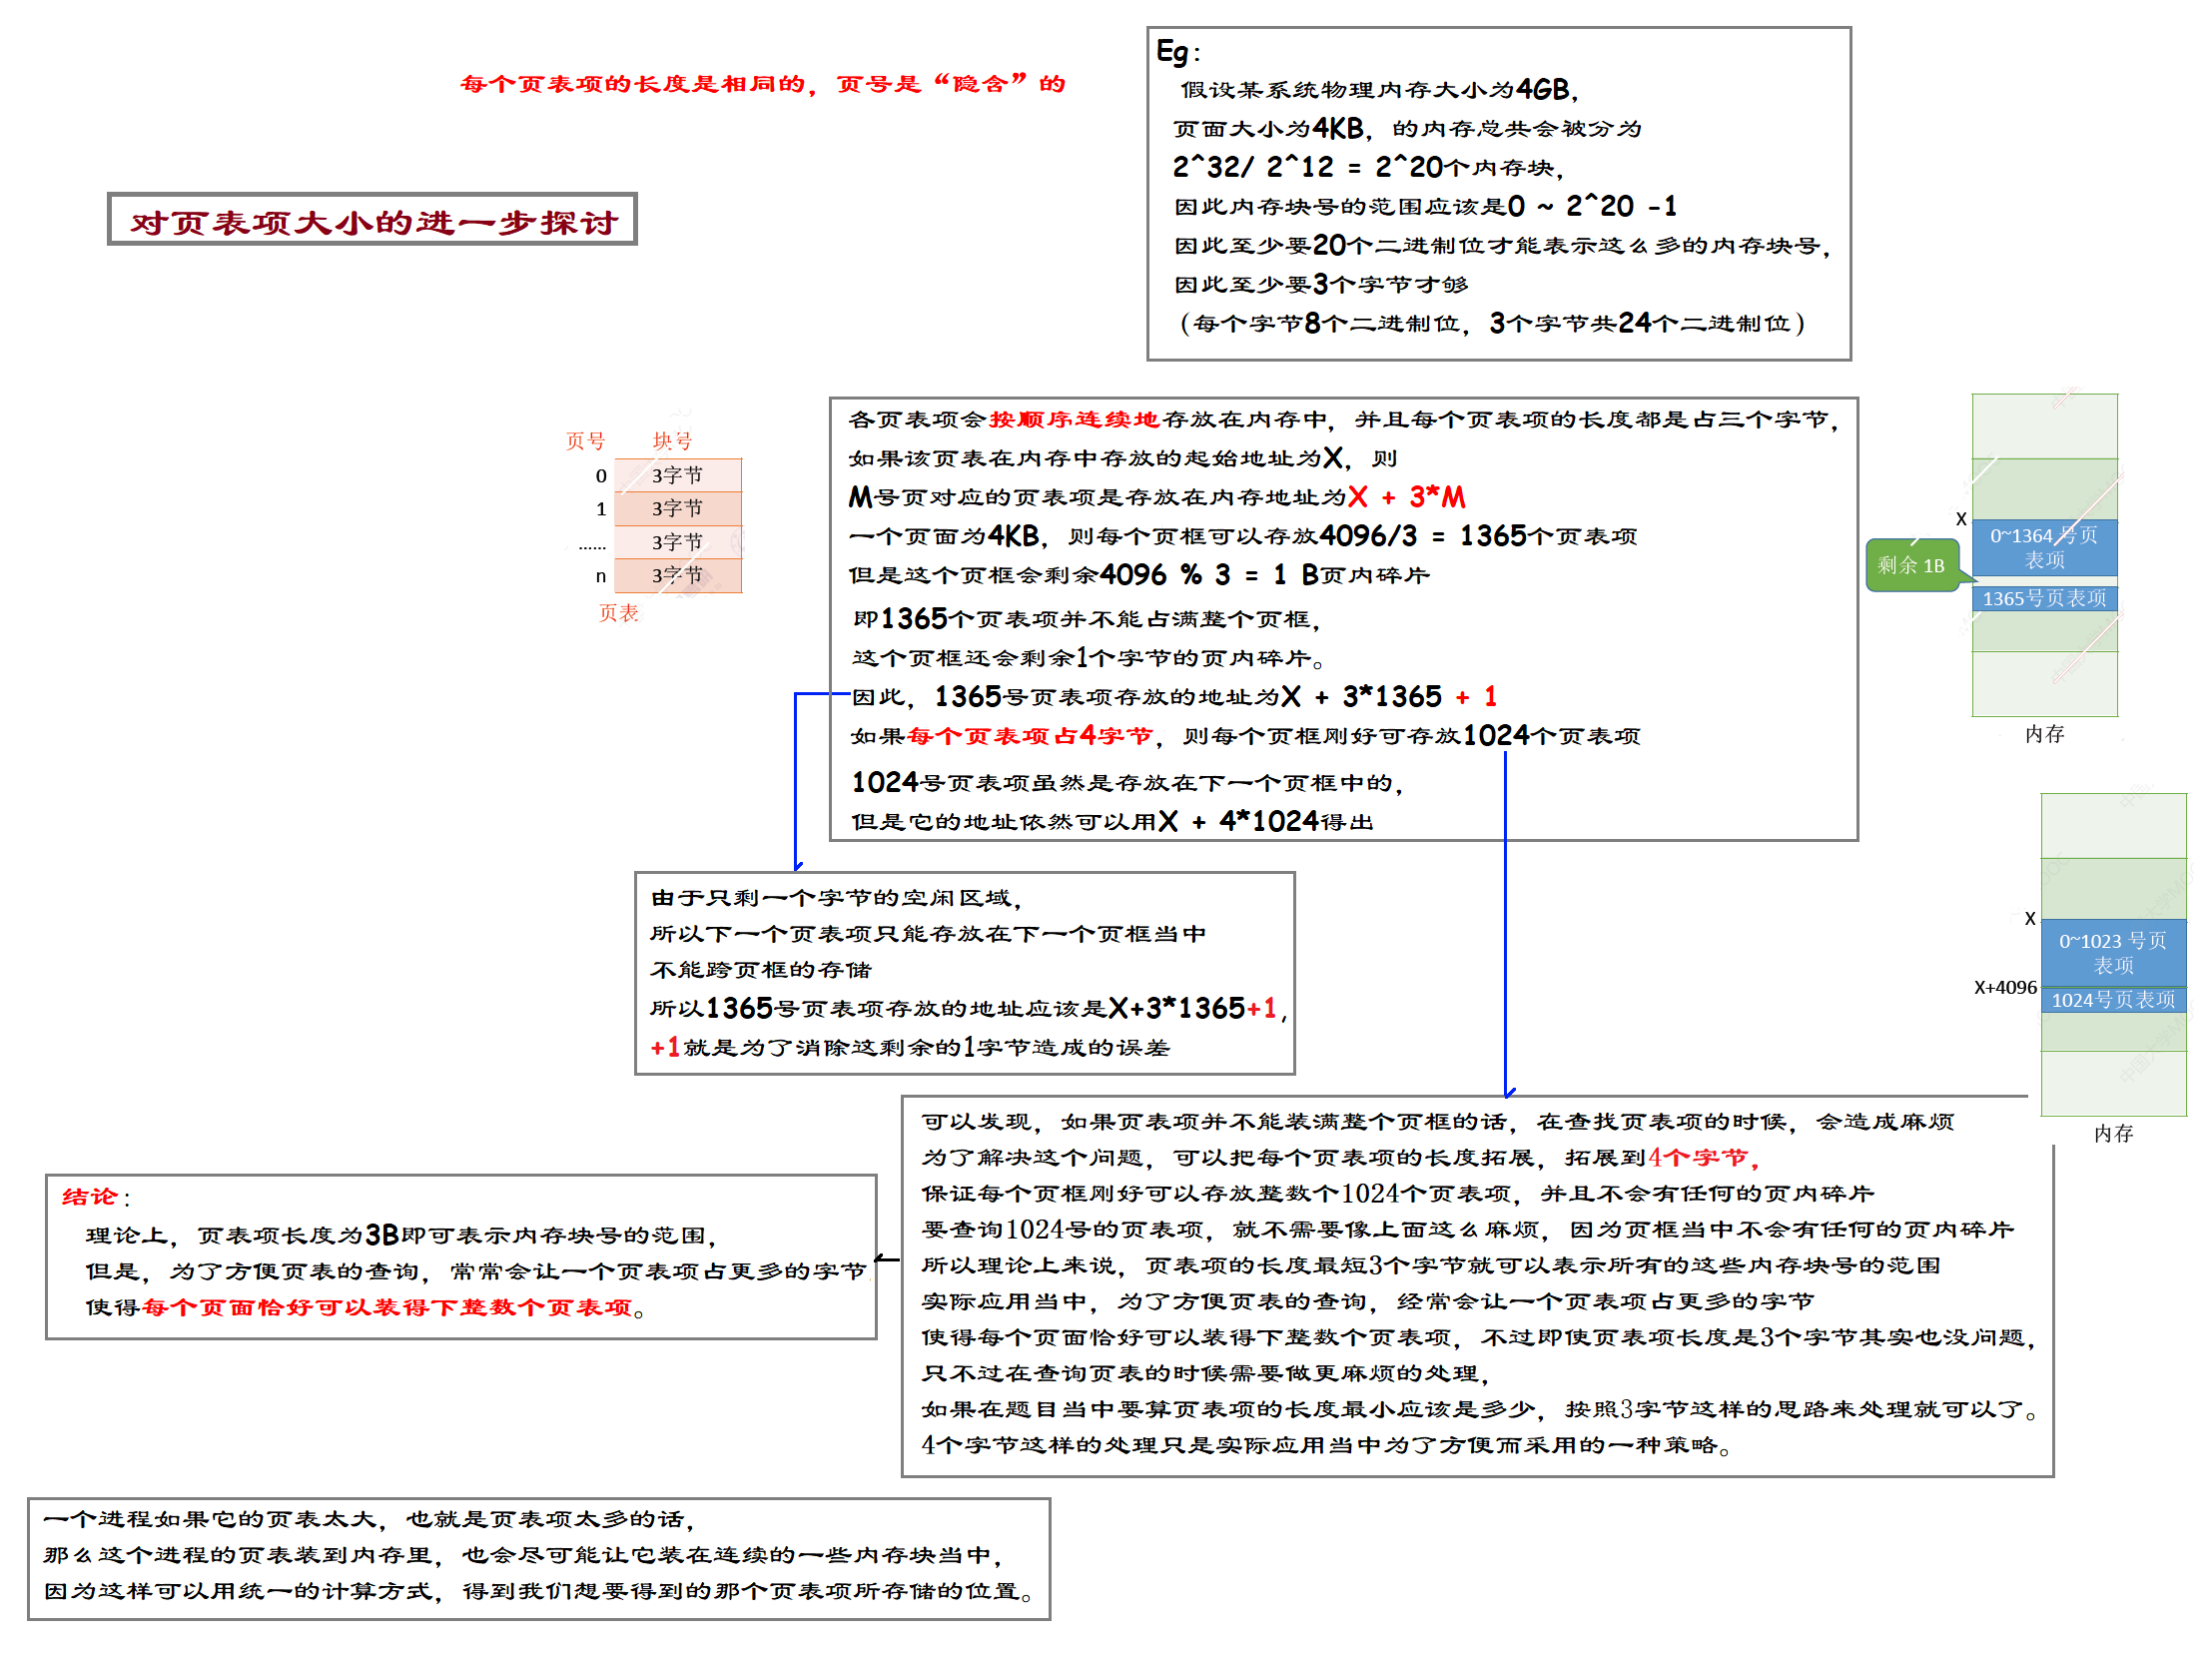 每个页表项的长度是相同的，页号是“隐含”的
对页表项大小的进一步探讨
Eg：
假设某系统物理内存大小为4GB，
页面大小为4KB，的内存总共会被分为
2^32/ 2^12 = 2^20个内存块，
因此内存块号的范围应该是0 ~ 2^20 -1
因此至少要20个二进制位才能表示这么多的内存块号，
因此至少要3个字节才够
（每个字节8个二进制位，3个字节共24个二进制位）
页号 块号
0 3字节
1 3字节
...... 3字节
n 3字节
页表
各页表项会按顺序连续地存放在内存中，并且每个页表项的长度都是占三个字节，
如果该页表在内存中存放的起始地址为X，则
M号页对应的页表项是存放在内存地址为X + 3*M
一个页面为4KB，则每个页框可以存放4096/3 = 1365个页表项
但是这个页框会剩余4096 % 3 = 1 B页内碎片
即1365个页表项并不能占满整个页框，
这个页框还会剩余1个字节的页内碎片。
因此，1365号页表项存放的地址为X + 3*1365 + 1
如果每个页表项占4字节，则每个页框刚好可存放1024个页表项
1024号页表项虽然是存放在下一个页框中的，
但是它的地址依然可以用X + 4*1024得出
X
0~1364 号页
表项
剩余 1B
1365号页表项
内存
X
0~1023 号页
表项
X+4096
1024号页表项
内存
由于只剩一个字节的空闲区域，
所以下一个页表项只能存放在下一个页框当中
不能跨页框的存储
所以1365号页表项存放的地址应该是X+3*1365+1，
+1就是为了消除这剩余的1字节造成的误差
可以发现，如果页表项并不能装满整个页框的话，在查找页表项的时候，会造成麻烦
为了解决这个问题，可以把每个页表项的长度拓展，拓展到4个字节，
保证每个页框刚好可以存放整数个1024个页表项，并且不会有任何的页内碎片
要查询1024号的页表项，就不需要像上面这么麻烦，因为页框当中不会有任何的页内碎片
所以理论上来说，页表项的长度最短3个字节就可以表示所有的这些内存块号的范围
实际应用当中，为了方便页表的查询，经常会让一个页表项占更多的字节
使得每个页面恰好可以装得下整数个页表项，不过即使页表项长度是3个字节其实也没问题，
只不过在查询页表的时候需要做更麻烦的处理，
如果在题目当中要算页表项的长度最小应该是多少，按照3字节这样的思路来处理就可以了。
4个字节这样的处理只是实际应用当中为了方便而采用的一种策略。
结论：
理论上，页表项长度为3B即可表示内存块号的范围，
但是，为了方便页表的查询，常常会让一个页表项占更多的字节
使得每个页面恰好可以装得下整数个页表项。
一个进程如果它的页表太大，也就是页表项太多的话，
那么这个进程的页表装到内存里，也会尽可能让它装在连续的一些内存块当中，
因为这样可以用统一的计算方式，得到我们想要得到的那个页表项所存储的位置。